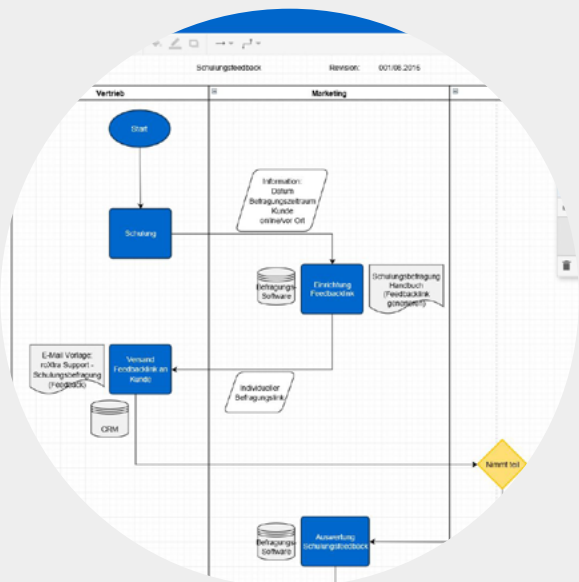 Schulungsfeedback
Revision: 001/06.2016
Vertrieb
Marketing
Start
Information:
Datum
Befragungszeitraum
Kunde
online/vor Ort
Schulung
Befragungs-
Software
Einrichtung
Feedbacklink
Schulungsbefragung
Handbuch
(Feedbacklink
generieren)
E-Mail Vorlage:
roXtra Support -
Schulungsbefragung
(Feedback)
Versand
Feedbacklink an
Kunde
Individueller
Befragungslink
CRM
Nimmt teil
Befragungs-
Software
Auswertung
Schulungsfeedback